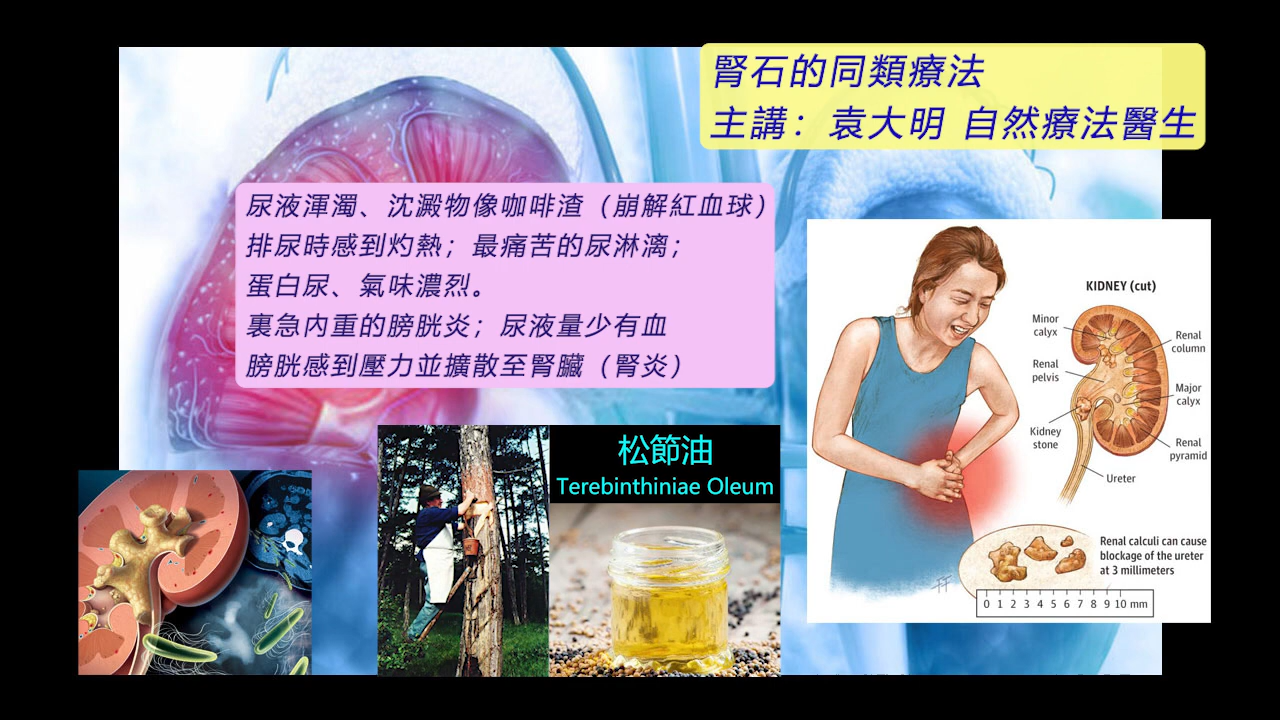 腎石的同類療法
主講：袁大明 自然療法醫生
尿液渾濁、沈澱物像咖啡渣（崩解紅血球）
排尿時感到灼熱；最痛苦的尿淋漓；
蛋白尿、氣味濃烈。
裏急內重的膀胱炎；尿液量少有血
膀胱感到壓力並擴散至腎臟（腎炎）
松節油
Terebinthiniae Oleum
KIDNEY (cut)
Minor
calyx
Renal
column
Renal
pelvis
Major
calyx
Kidney
stone
Renal
pyramid
Ureter
Renal calculi can cause
blockage of the ureter
at 3 millimeters
0 1 2 3 4 5 6 7 8 9 10 mm